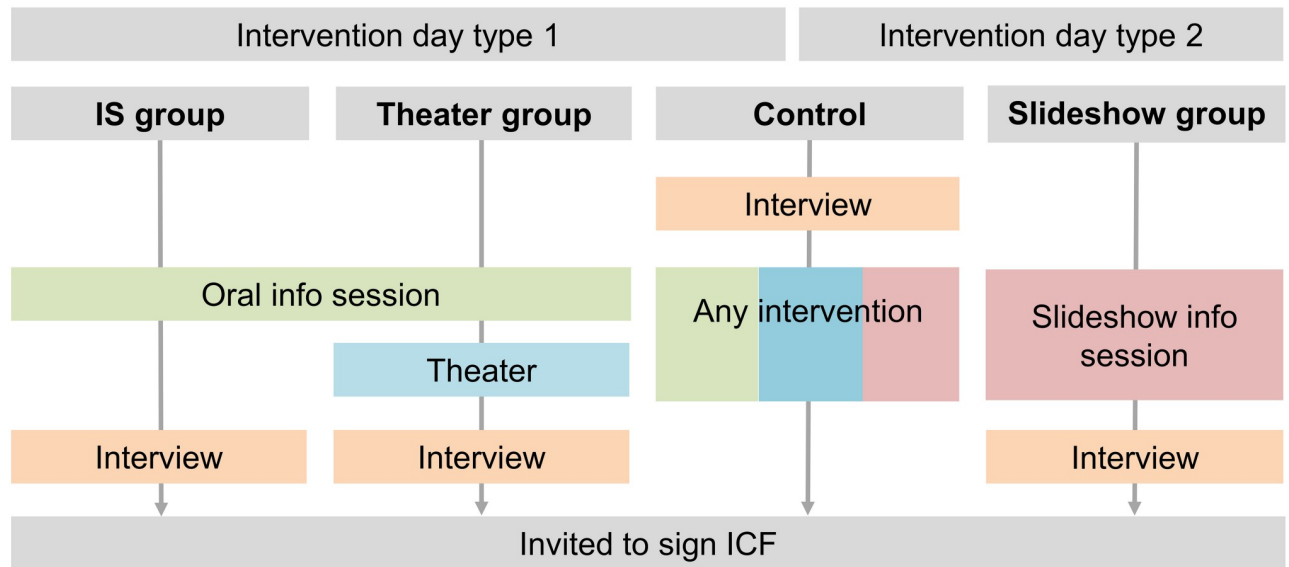 Intervention day type 1
Intervention day type 2
IS group
Theater group
Control
Slideshow group
Interview
Oral info session
Any intervention
Slideshow info
session
Theater
Interview
Interview
Interview
Invited to sign ICF